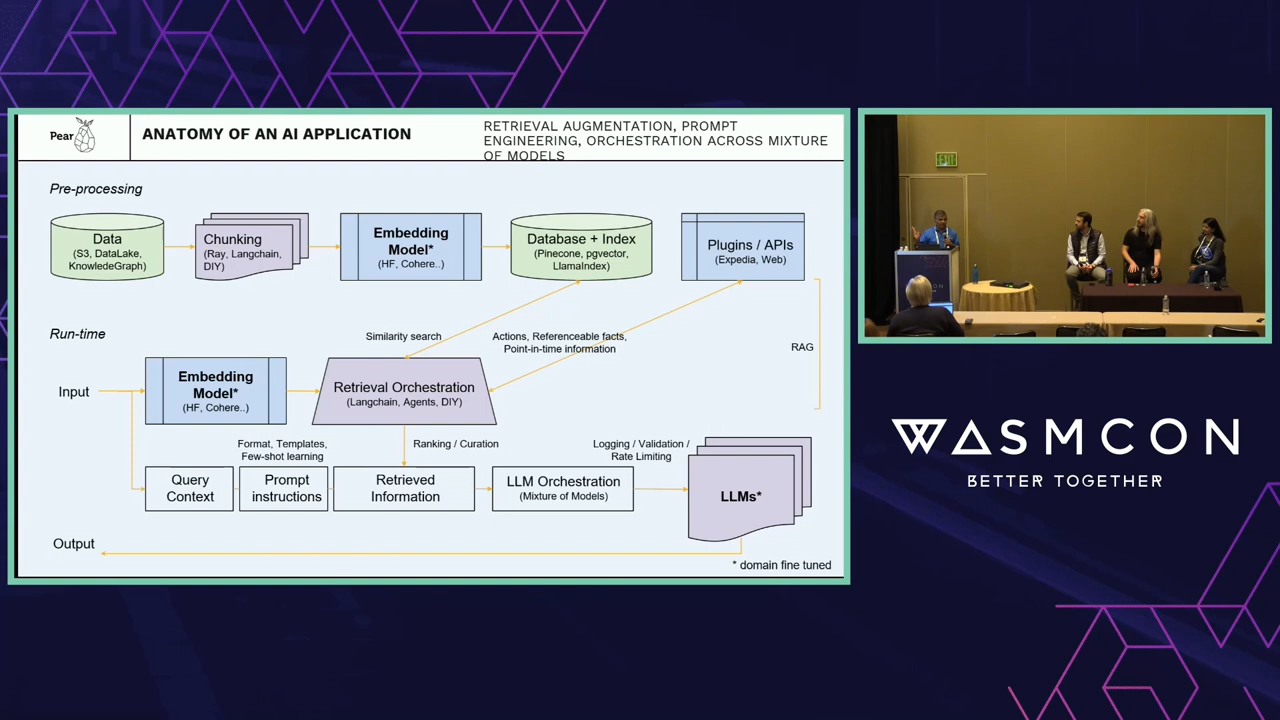 Pear
ANATOMY OF AN AI APPLICATION
RETRIEVAL AUGMENTATION, PROMPT
ENGINEERING, ORCHESTRATION ACROSS MIXTURE
OF MODELS
Pre-processing
Data
(S3, DataLake,
KnowledeGraph)
Chunking
(Ray, Langchain,
DIY)
Embedding
Model*
(HF, Cohere..)
Database + Index
(Pinecone, pgvector,
LlamaIndex)
Plugins / APIs
(Expedia, Web)
Run-time
Similarity search
Actions, Referenceable facts,
Point-in-time information
RAG
Input
Embedding
Model*
(HF, Cohere..)
Retrieval Orchestration
(Langchain, Agents, DIY)
Format, Templates,
Few-shot learning
Ranking / Curation
Logging / Validation /
Rate Limiting
Query
Context
Prompt
instructions
Retrieved
Information
LLM Orchestration
(Mixture of Models)
LLMs*
Output
* domain fine tuned
EXIT
WASMCON
BETTER TOGETHER